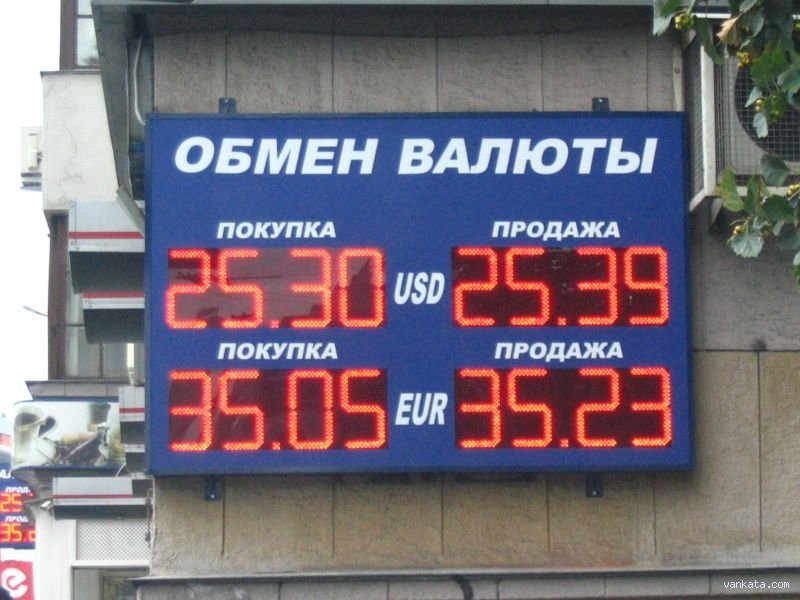 ОБМЕН ВАЛЮТЫ
ПОКУПКА ПРОДАЖА
25.30 USD 25.39
ПОКУПКА ПРОДАЖА
35.05 EUR 35.23
vankata.com